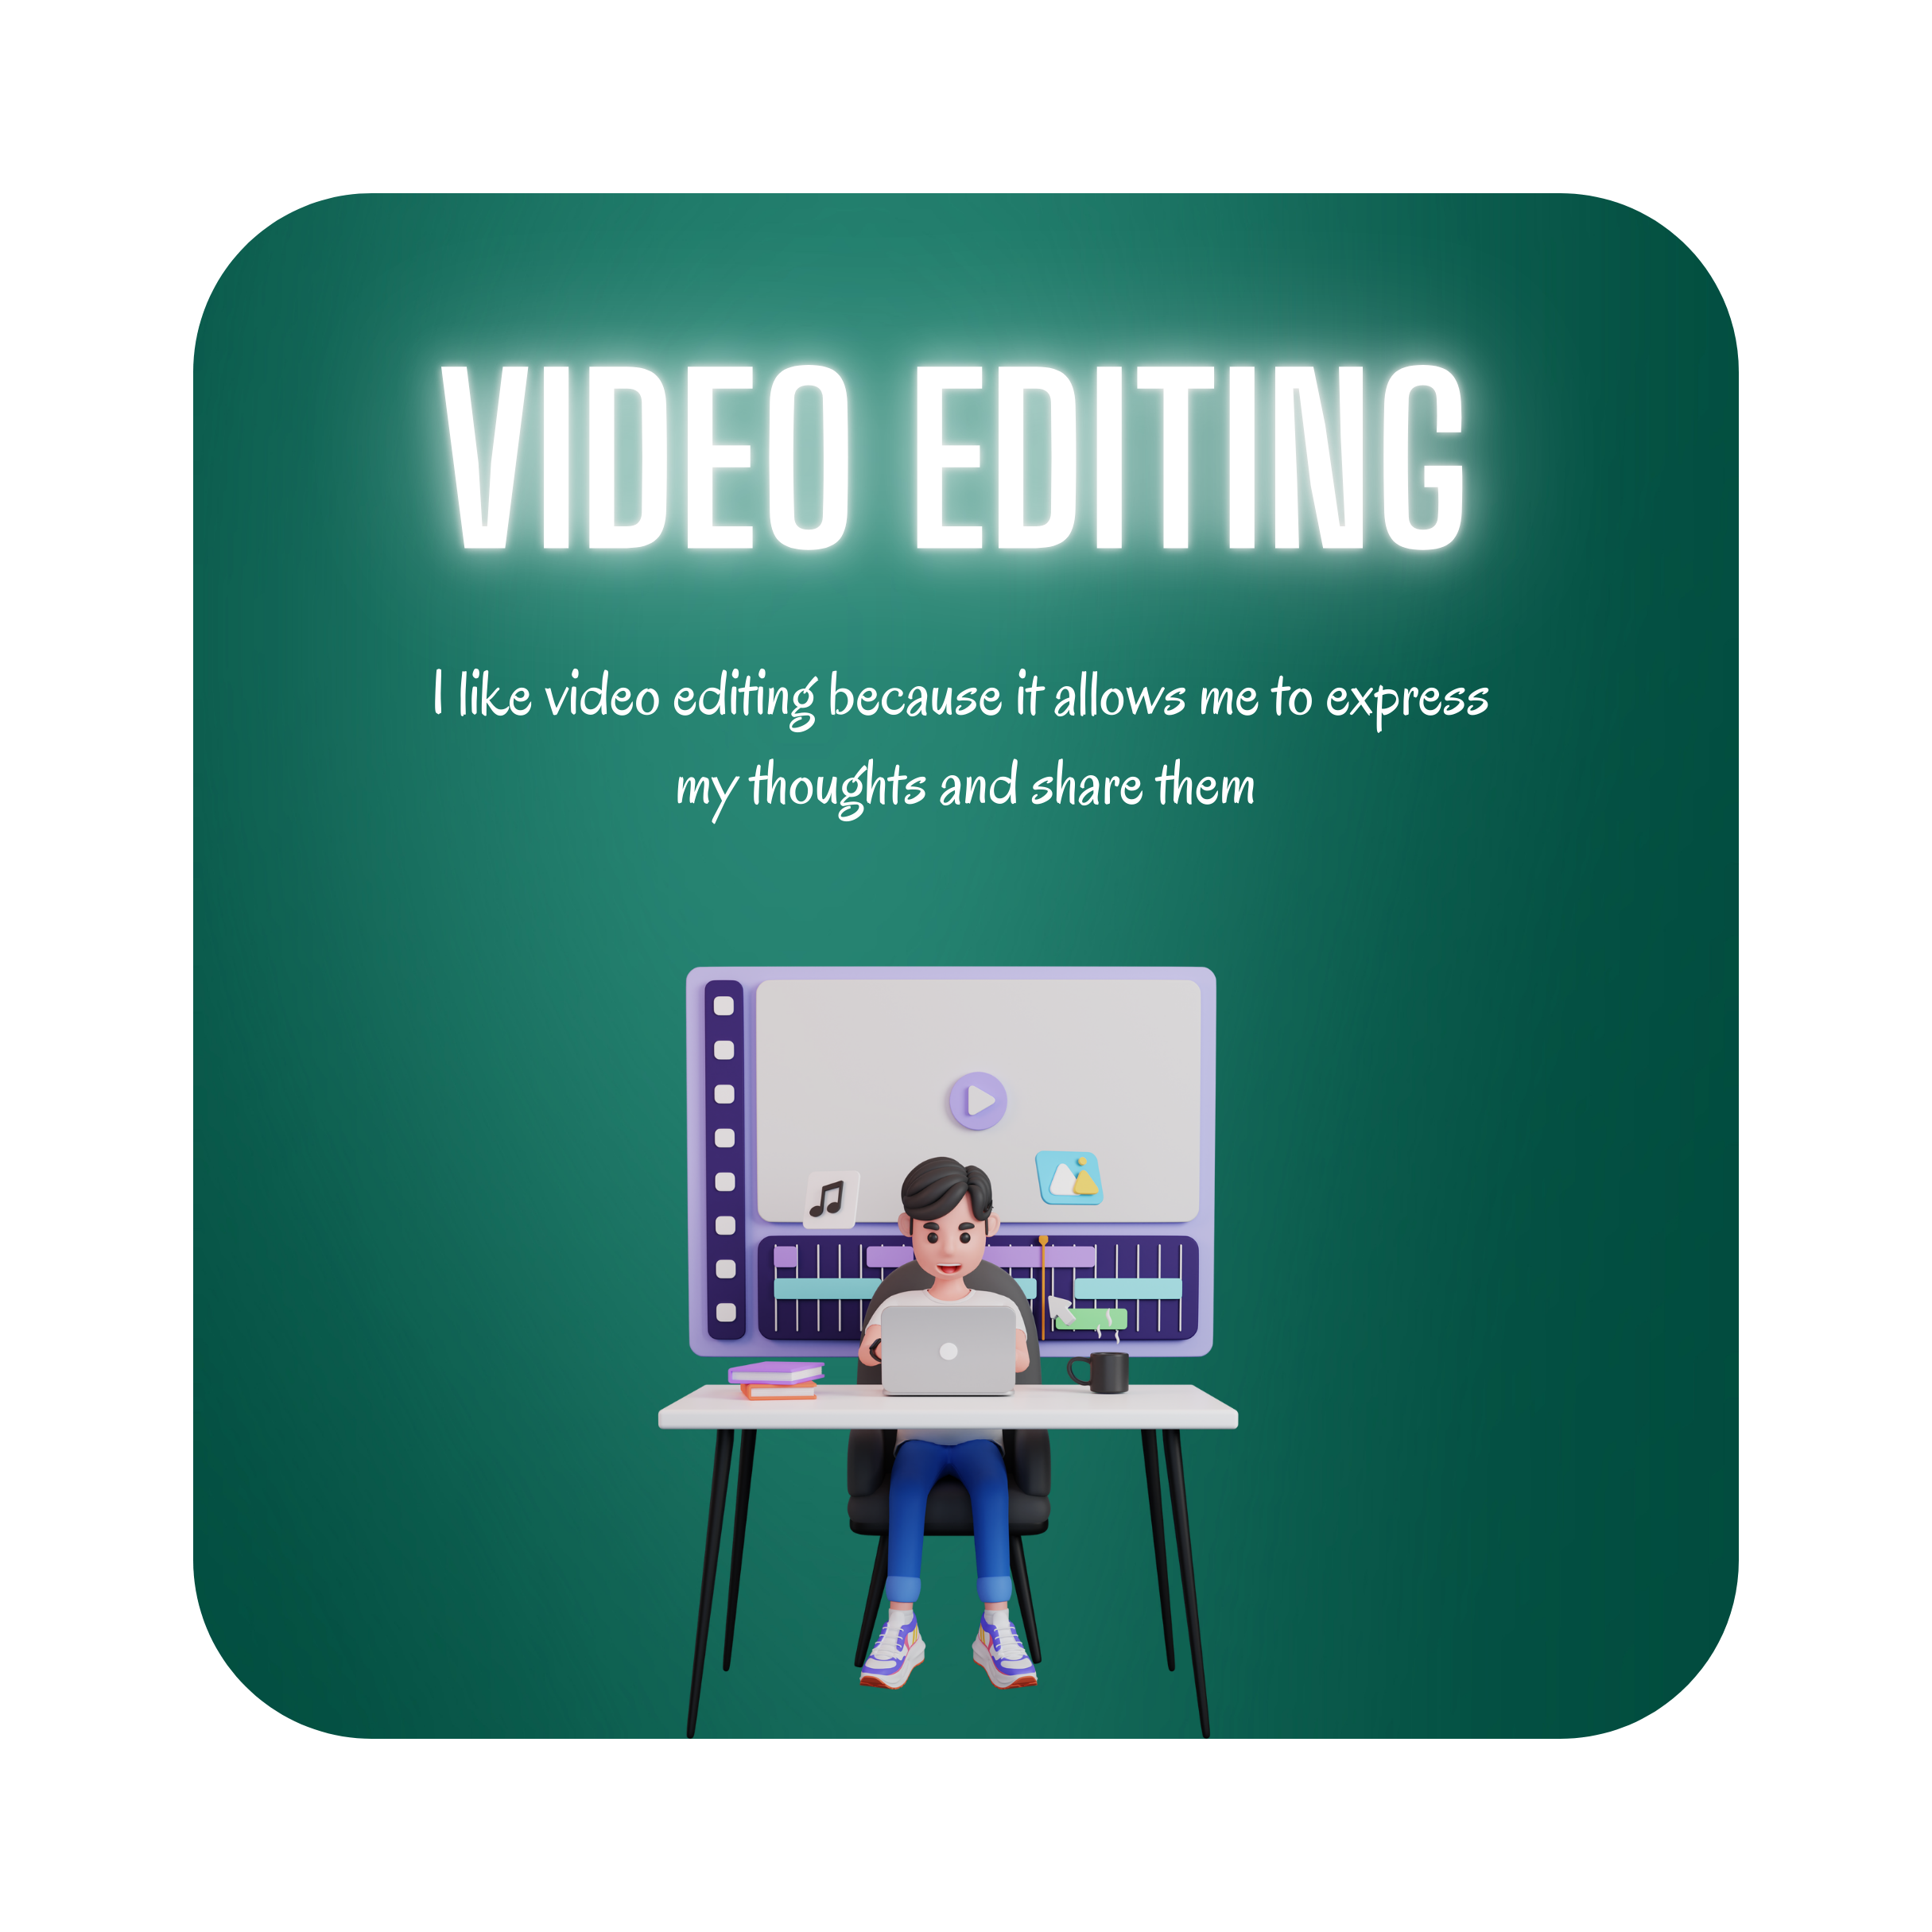 VIDEO EDITING
I like video editing because it allows me to express
my thoughts and share them